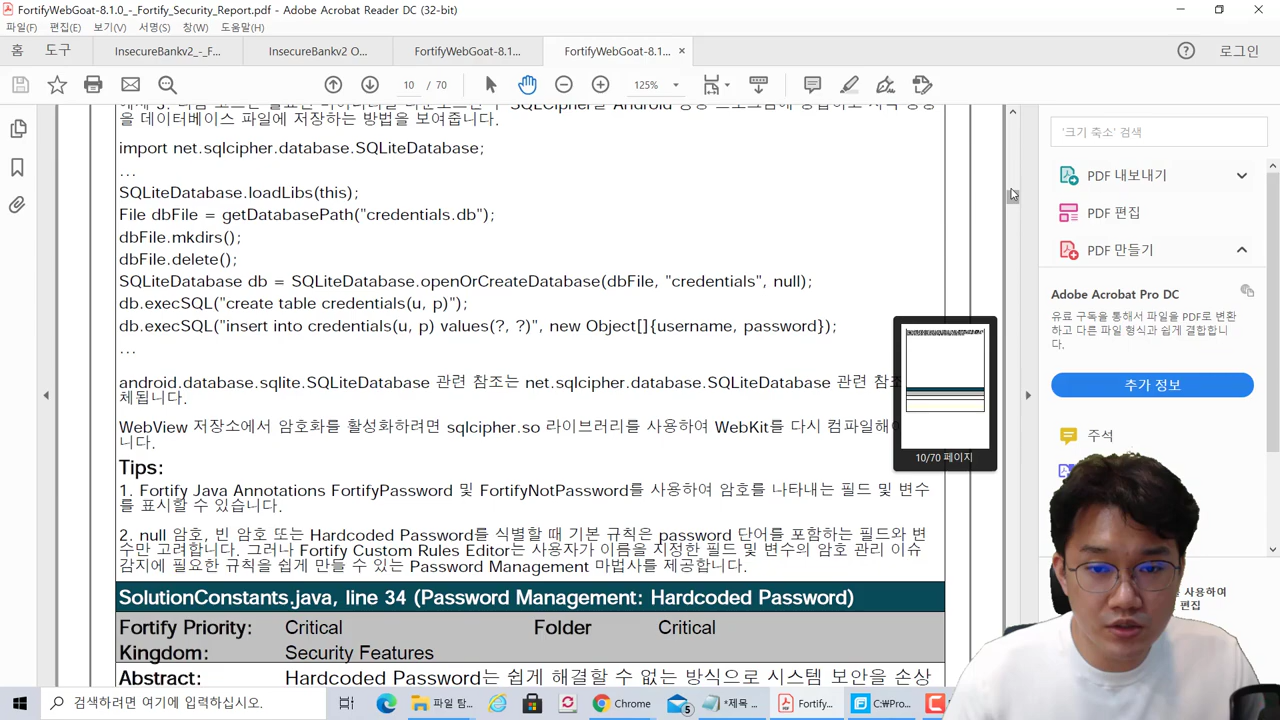 FortifyWebGoat-8.1.0_-_Fortify_Security_Report.pdf - Adobe Acrobat Reader DC (32-bit)
파일(F) 편집(E) 보기(V) 서명(S) 창(W) 도움말(H)
홈 도구 InsecureBankv2_-_F... InsecureBankv2 O... FortifyWebGoat-8.1... FortifyWebGoat-8.1... × 로그인
10 / 70 125%
을 데이터베이스 파일에 저장하는 방법을 보여줍니다.
import net.sqlcipher.database.SQLiteDatabase;
...
SQLiteDatabase.loadLibs(this);
File dbFile = getDatabasePath("credentials.db");
dbFile.mkdirs();
dbFile.delete();
SQLiteDatabase db = SQLiteDatabase.openOrCreateDatabase(dbFile, "credentials", null);
db.execSQL("create table credentials(u, p)");
db.execSQL("insert into credentials(u, p) values(?, ?)", new Object[]{username, password});
...
android.database.sqlite.SQLiteDatabase 관련 참조는 net.sqlcipher.database.SQLiteDatabase 관련 참조
체됩니다.
WebView 저장소에서 암호화를 활성화하려면 sqlcipher.so 라이브러리를 사용하여 WebKit를 다시 컴파일해야
니다.
Tips:
1. Fortify Java Annotations FortifyPassword 및 FortifyNotPassword를 사용하여 암호를 나타내는 필드 및 변수
를 표시할 수 있습니다.
2. null 암호, 빈 암호 또는 Hardcoded Password를 식별할 때 기본 규칙은 password 단어를 포함하는 필드와 변
수만 고려합니다. 그러나 Fortify Custom Rules Editor는 사용자가 이름을 지정한 필드 및 변수의 암호 관리 이슈
감지에 필요한 규칙을 쉽게 만들 수 있는 Password Management 마법사를 제공합니다.
SolutionConstants.java, line 34 (Password Management: Hardcoded Password)
Fortify Priority: Critical Folder Critical
Kingdom: Security Features
Abstract: Hardcoded Password는 쉽게 해결할 수 없는 방식으로 시스템 보안을 손상
10/70 페이지
'크기 축소' 검색
PDF 내보내기
PDF 편집
PDF 만들기
Adobe Acrobat Pro DC
유료 구독을 통해서 파일을 PDF로 변환
하고 다른 파일 형식과 쉽게 결합합니
다.
추가 정보
주석
사용하여
편집
검색하려면 여기에 입력하십시오.
파일 탐... Chrome 5 *제목 ... Fortify... C:₩Pro...